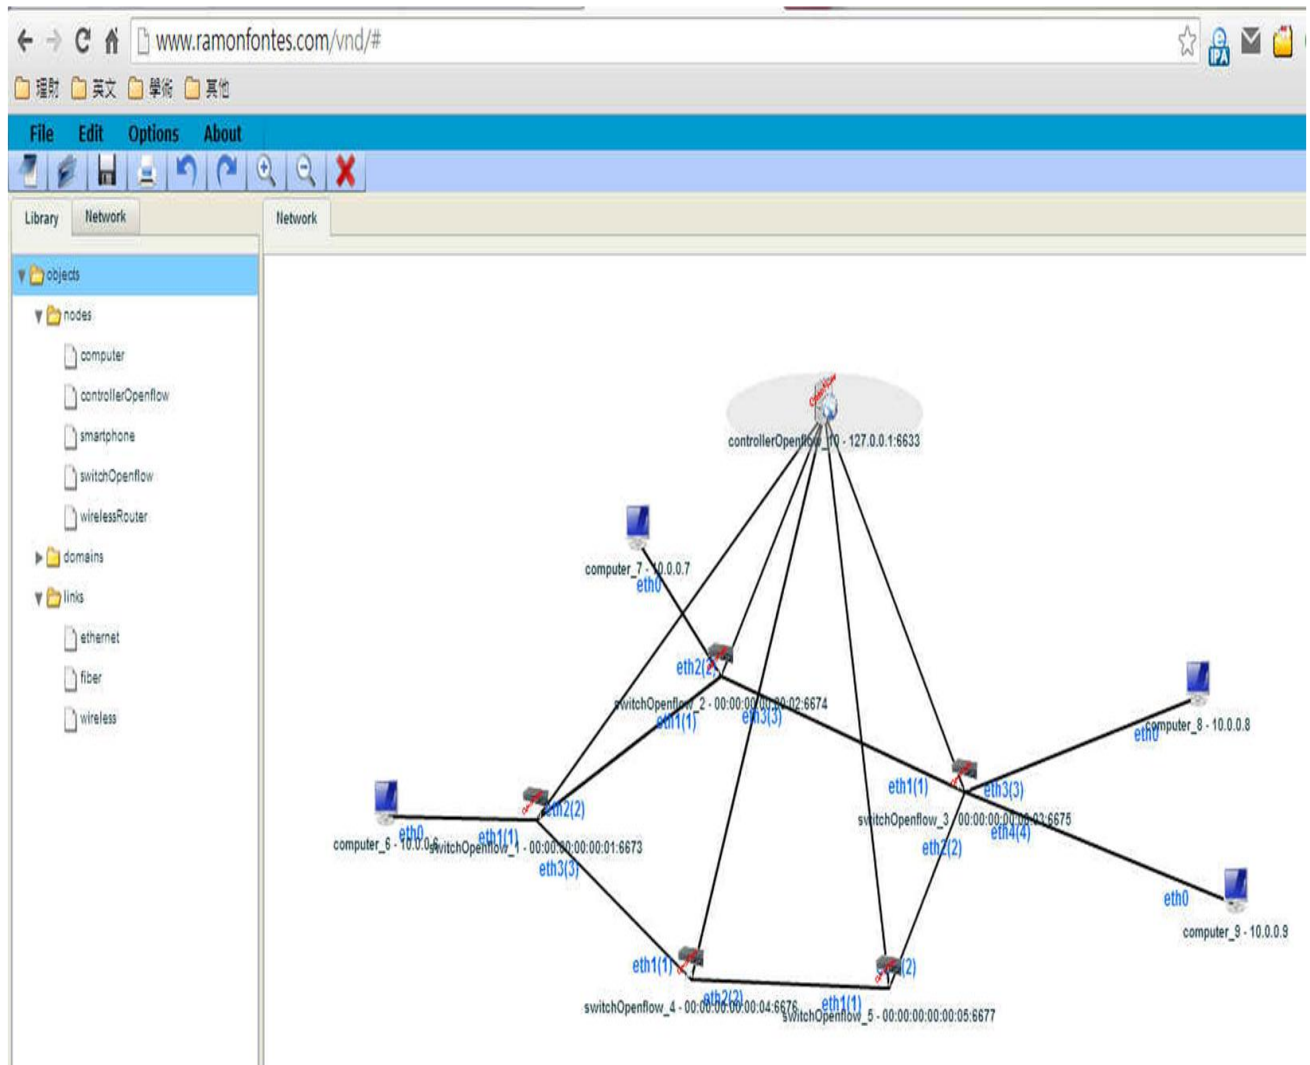 www.ramonfontes.com/vnd/#
IPA
理財 英文 學術 其他
File Edit Options About
Library Network Network
objects
nodes
computer
controllerOpenflow
smartphone
switchOpenflow
wirelessRouter
domains
links
ethernet
fiber
wireless
controllerOpenflow_10 - 127.0.0.1:6633
computer_7 - 10.0.0.7
eth0
eth2(2)
switchOpenflow_2 - 00:00:00:00:00:02:6674
eth1(1) eth3(3)
computer_8 - 10.0.0.8
eth0
eth1(1) eth3(3)
switchOpenflow_3 - 00:00:00:00:00:03:6675
eth2(2) eth4(4)
eth2(2)
eth0 eth1(1)
computer_6 - 10.0.0.6
switchOpenflow_1 - 00:00:00:00:00:01:6673
eth3(3)
eth0
computer_9 - 10.0.0.9
eth1(1) (2)
eth2(2) eth1(1)
switchOpenflow_4 - 00:00:00:00:00:04:6676
switchOpenflow_5 - 00:00:00:00:00:05:6677